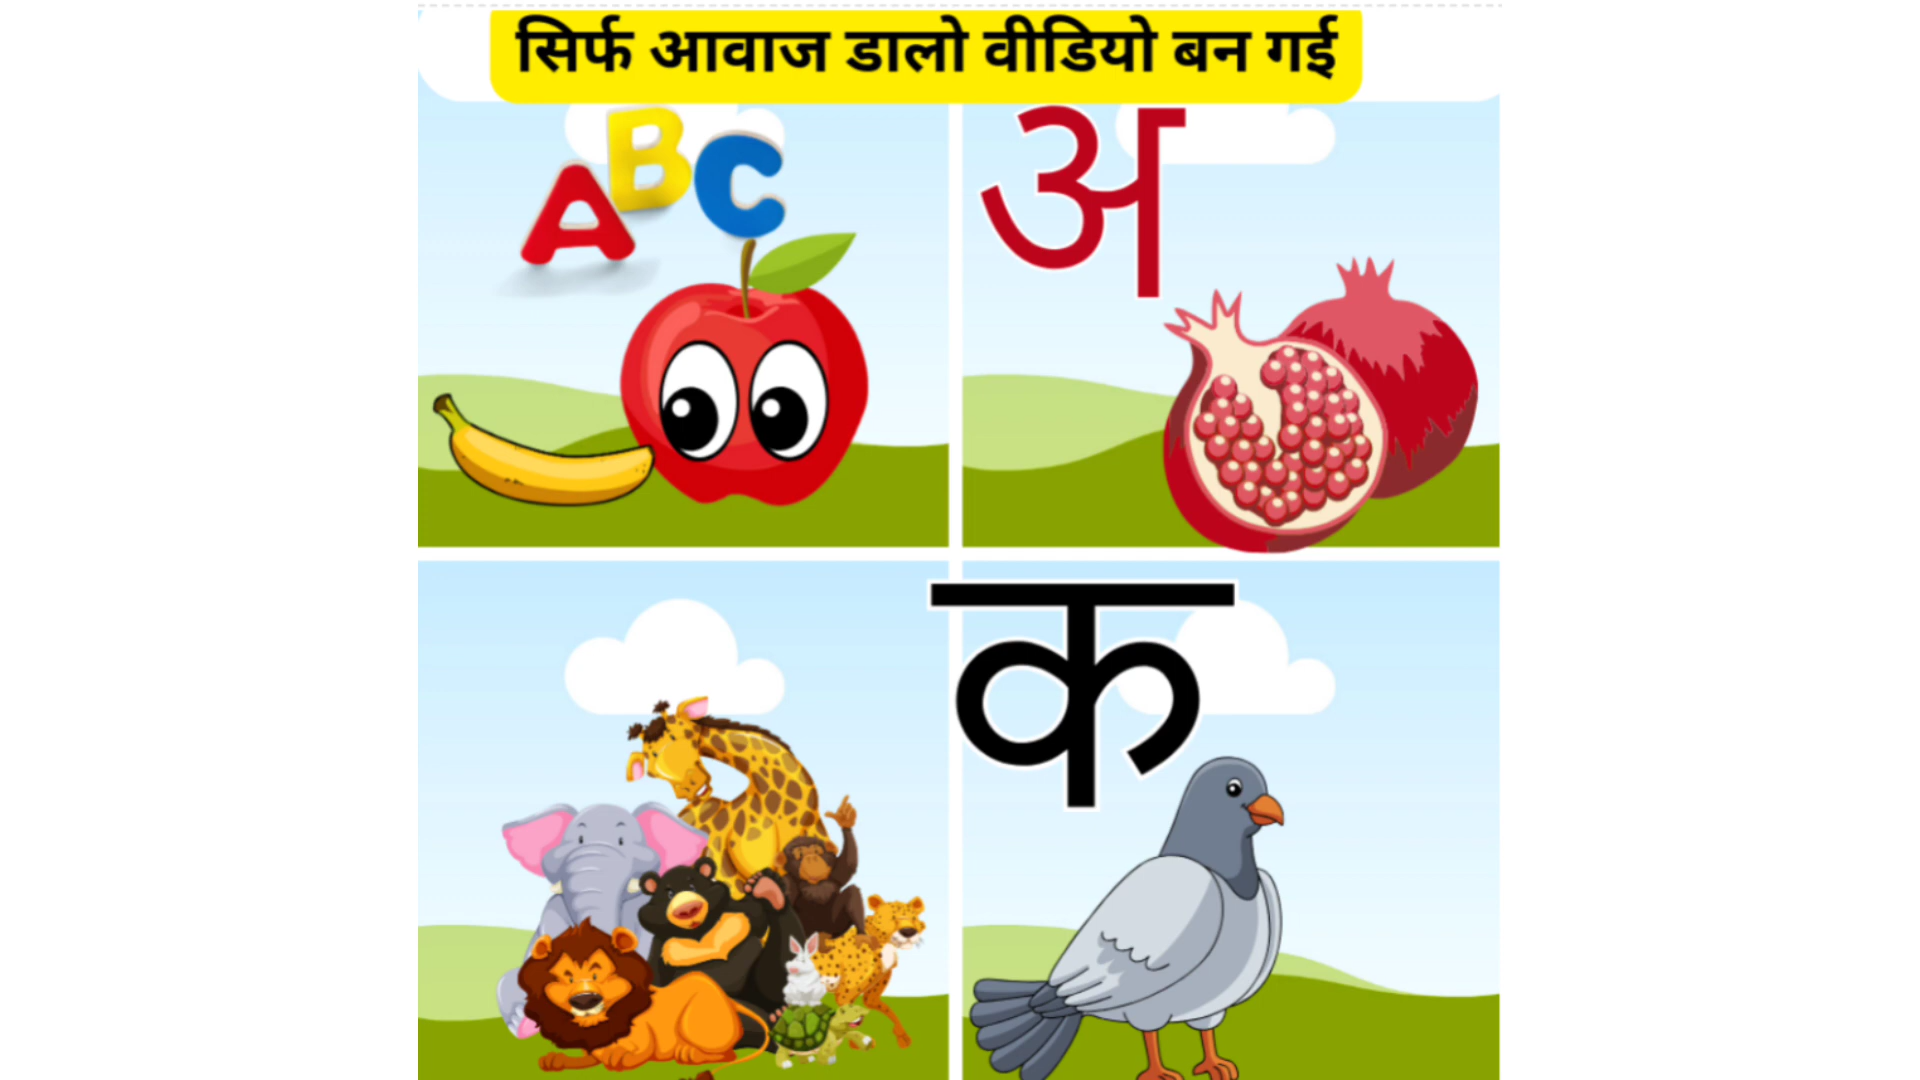 सिर्फ आवाज डालो वीडियो बन गई
ABC
अ
क